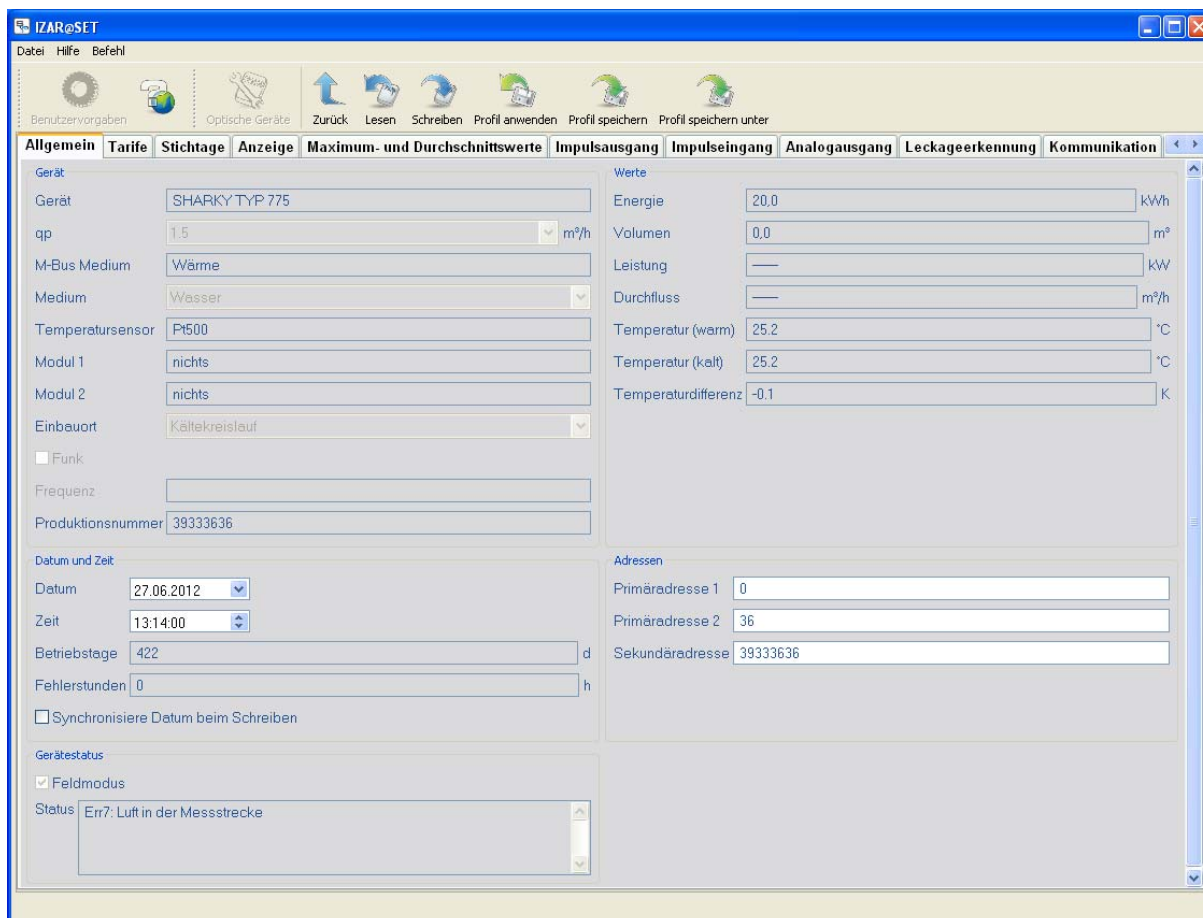 IZAR@SET
Datei Hilfe Befehl
Benutzervorgaben Optische Geräte Zurück Lesen Schreiben Profil anwenden Profil speichern Profil speichern unter
Allgemein Tarife Stichtage Anzeige Maximum- und Durchschnittswerte Impulsausgang Impulseingang Analogausgang Leckageerkennung Kommunikation
Gerät
Gerät SHARKY TYP 775
qp 1.5 m³/h
M-Bus Medium Wärme
Medium Wasser
Temperatursensor Pt500
Modul 1 nichts
Modul 2 nichts
Einbauort Kältekreislauf
Funk
Frequenz
Produktionsnummer 39333636
Werte
Energie 20,0 kWh
Volumen 0,0 m³
Leistung —— kW
Durchfluss —— m³/h
Temperatur (warm) 25.2 °C
Temperatur (kalt) 25.2 °C
Temperaturdifferenz -0.1 K
Datum und Zeit
Datum 27.06.2012
Zeit 13:14:00
Betriebstage 422 d
Fehlerstunden 0 h
Synchronisiere Datum beim Schreiben
Adressen
Primäradresse 1 0
Primäradresse 2 36
Sekundäradresse 39333636
Gerätestatus
Feldmodus
Status Err7: Luft in der Messstrecke